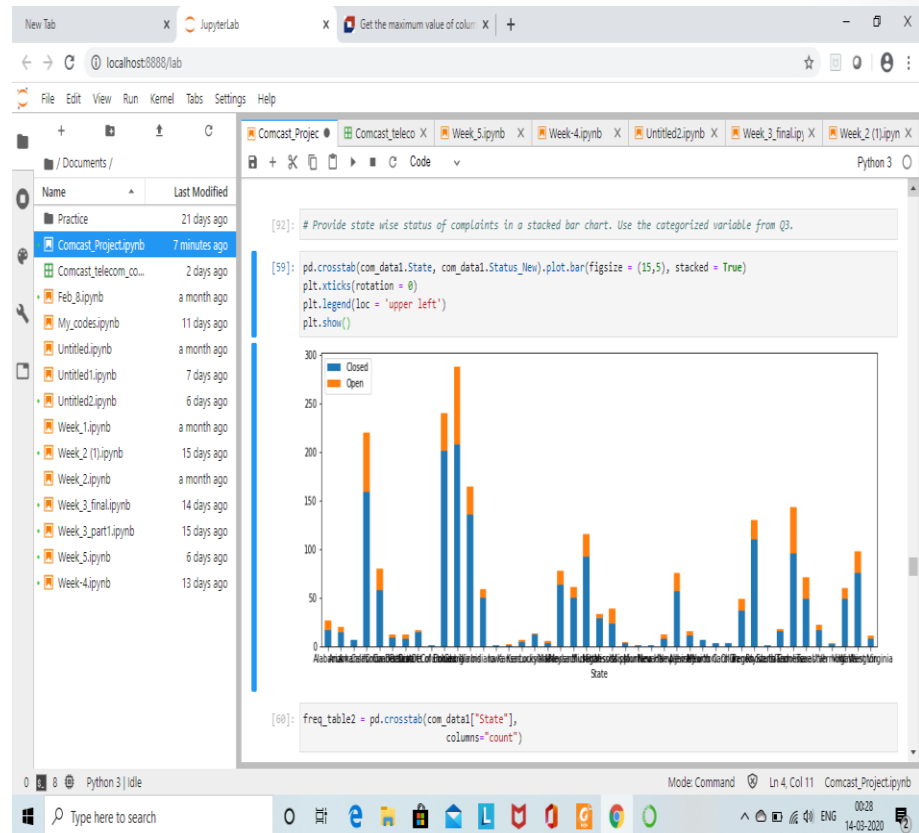 New Tab X JupyterLab X Get the maximum value of colum X +
localhost:8888/lab
File Edit View Run Kernel Tabs Settings Help
Comcast_Projec Comcast_teleco X Week_5.ipynb X Week-4.ipynb X Untitled2.ipynb X Week_3_final.ipy X Week_2 (1).ipyn X
/ Documents /
Code Python 3
Name Last Modified
Practice 21 days ago
Comcast_Project.ipynb 7 minutes ago
Comcast_telecom_co... 2 days ago
Feb_8.ipynb a month ago
My_codes.ipynb 11 days ago
Untitled.ipynb a month ago
Untitled1.ipynb 7 days ago
Untitled2.ipynb 6 days ago
Week_1.ipynb a month ago
Week_2 (1).ipynb 15 days ago
Week_2.ipynb a month ago
Week_3_final.ipynb 14 days ago
Week_3_part1.ipynb 15 days ago
Week_5.ipynb 6 days ago
Week-4.ipynb 13 days ago
[92]: # Provide state wise status of complaints in a stacked bar chart. Use the categorized variable from Q3.
[59]: pd.crosstab(com_data1.State, com_data1.Status_New).plot.bar(figsize = (15,5), stacked = True)
plt.xticks(rotation = 0)
plt.legend(loc = 'upper left')
plt.show()
300
Closed
Open
250
200
150
100
50
0
State
[60]: freq_table2 = pd.crosstab(com_data1["State"],
columns="count")
0 8 Python 3 | Idle Mode: Command Ln 4, Col 11 Comcast_Project.ipynb
Type here to search ENG 00:28
14-03-2020